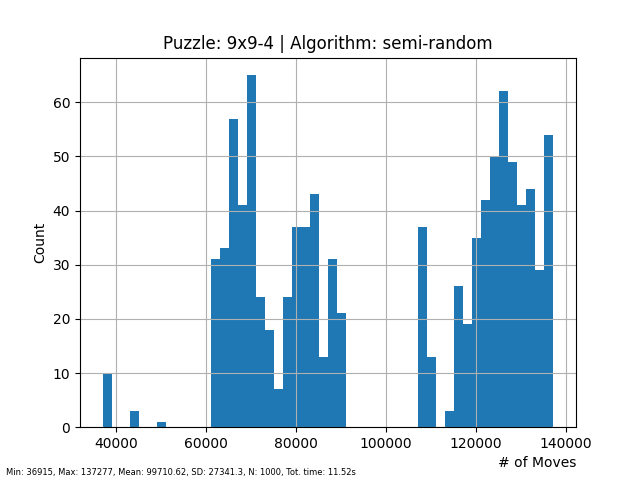 Puzzle: 9x9-4 | Algorithm: semi-random
60
50
40
30
20
10
0
Count
40000 60000 80000 100000 120000 140000
# of Moves
Min: 36915, Max: 137277, Mean: 99710.62, SD: 27341.3, N: 1000, Tot. time: 11.52s